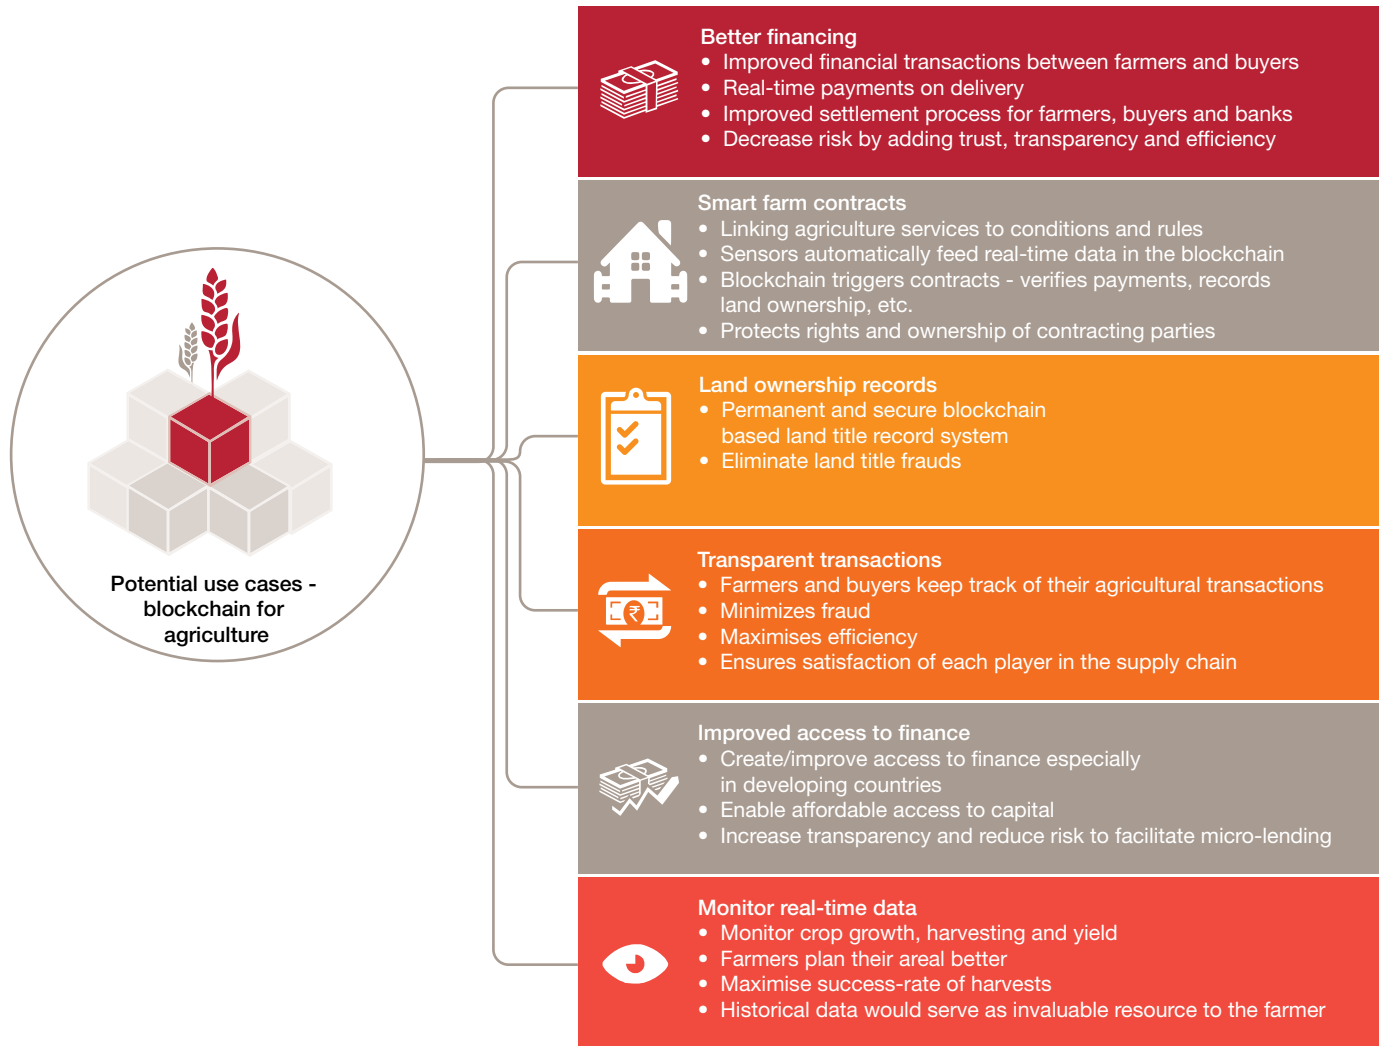 Potential use cases -
blockchain for
agriculture
Better financing
• Improved financial transactions between farmers and buyers
• Real-time payments on delivery
• Improved settlement process for farmers, buyers and banks
• Decrease risk by adding trust, transparency and efficiency
Smart farm contracts
• Linking agriculture services to conditions and rules
• Sensors automatically feed real-time data in the blockchain
• Blockchain triggers contracts - verifies payments, records
land ownership, etc.
• Protects rights and ownership of contracting parties
Land ownership records
• Permanent and secure blockchain
based land title record system
• Eliminate land title frauds
Transparent transactions
• Farmers and buyers keep track of their agricultural transactions
• Minimizes fraud
• Maximises efficiency
• Ensures satisfaction of each player in the supply chain
₹
Improved access to finance
• Create/improve access to finance especially
in developing countries
• Enable affordable access to capital
• Increase transparency and reduce risk to facilitate micro-lending
Monitor real-time data
• Monitor crop growth, harvesting and yield
• Farmers plan their areal better
• Maximise success-rate of harvests
• Historical data would serve as invaluable resource to the farmer